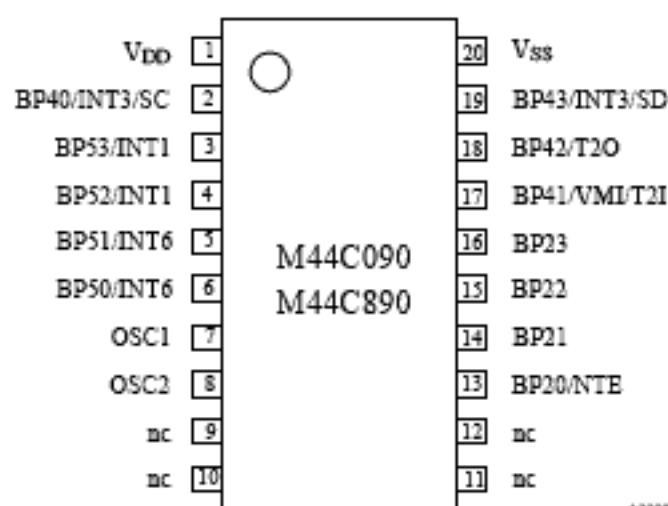 VDD 1 20 VSS
BP40/INT3/SC 2 19 BP43/INT3/SD
BP53/INT1 3 18 BP42/T2O
BP52/INT1 4 17 BP41/VMI/T2I
BP51/INT6 5 16 BP23
M44C090
BP50/INT6 6 15 BP22
M44C890
OSC1 7 14 BP21
OSC2 8 13 BP20/NTE
nc 9 12 nc
nc 10 11 nc